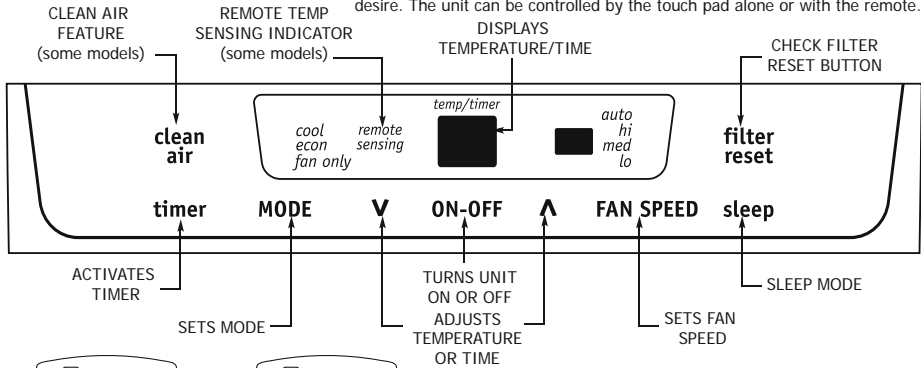 desire. The unit can be controlled by the touch pad alone or with the remote.
CLEAN AIR
FEATURE
(some models)
REMOTE TEMP
SENSING INDICATOR
(some models)
DISPLAYS
TEMPERATURE/TIME
CHECK FILTER
RESET BUTTON
clean
air
cool
econ
fan only
remote
sensing
temp/timer
auto
hi
med
lo
filter
reset
timer MODE V ON-OFF Λ FAN SPEED sleep
ACTIVATES
TIMER
SETS MODE
TURNS UNIT
ON OR OFF
ADJUSTS
TEMPERATURE
OR TIME
SETS FAN
SPEED
SLEEP MODE